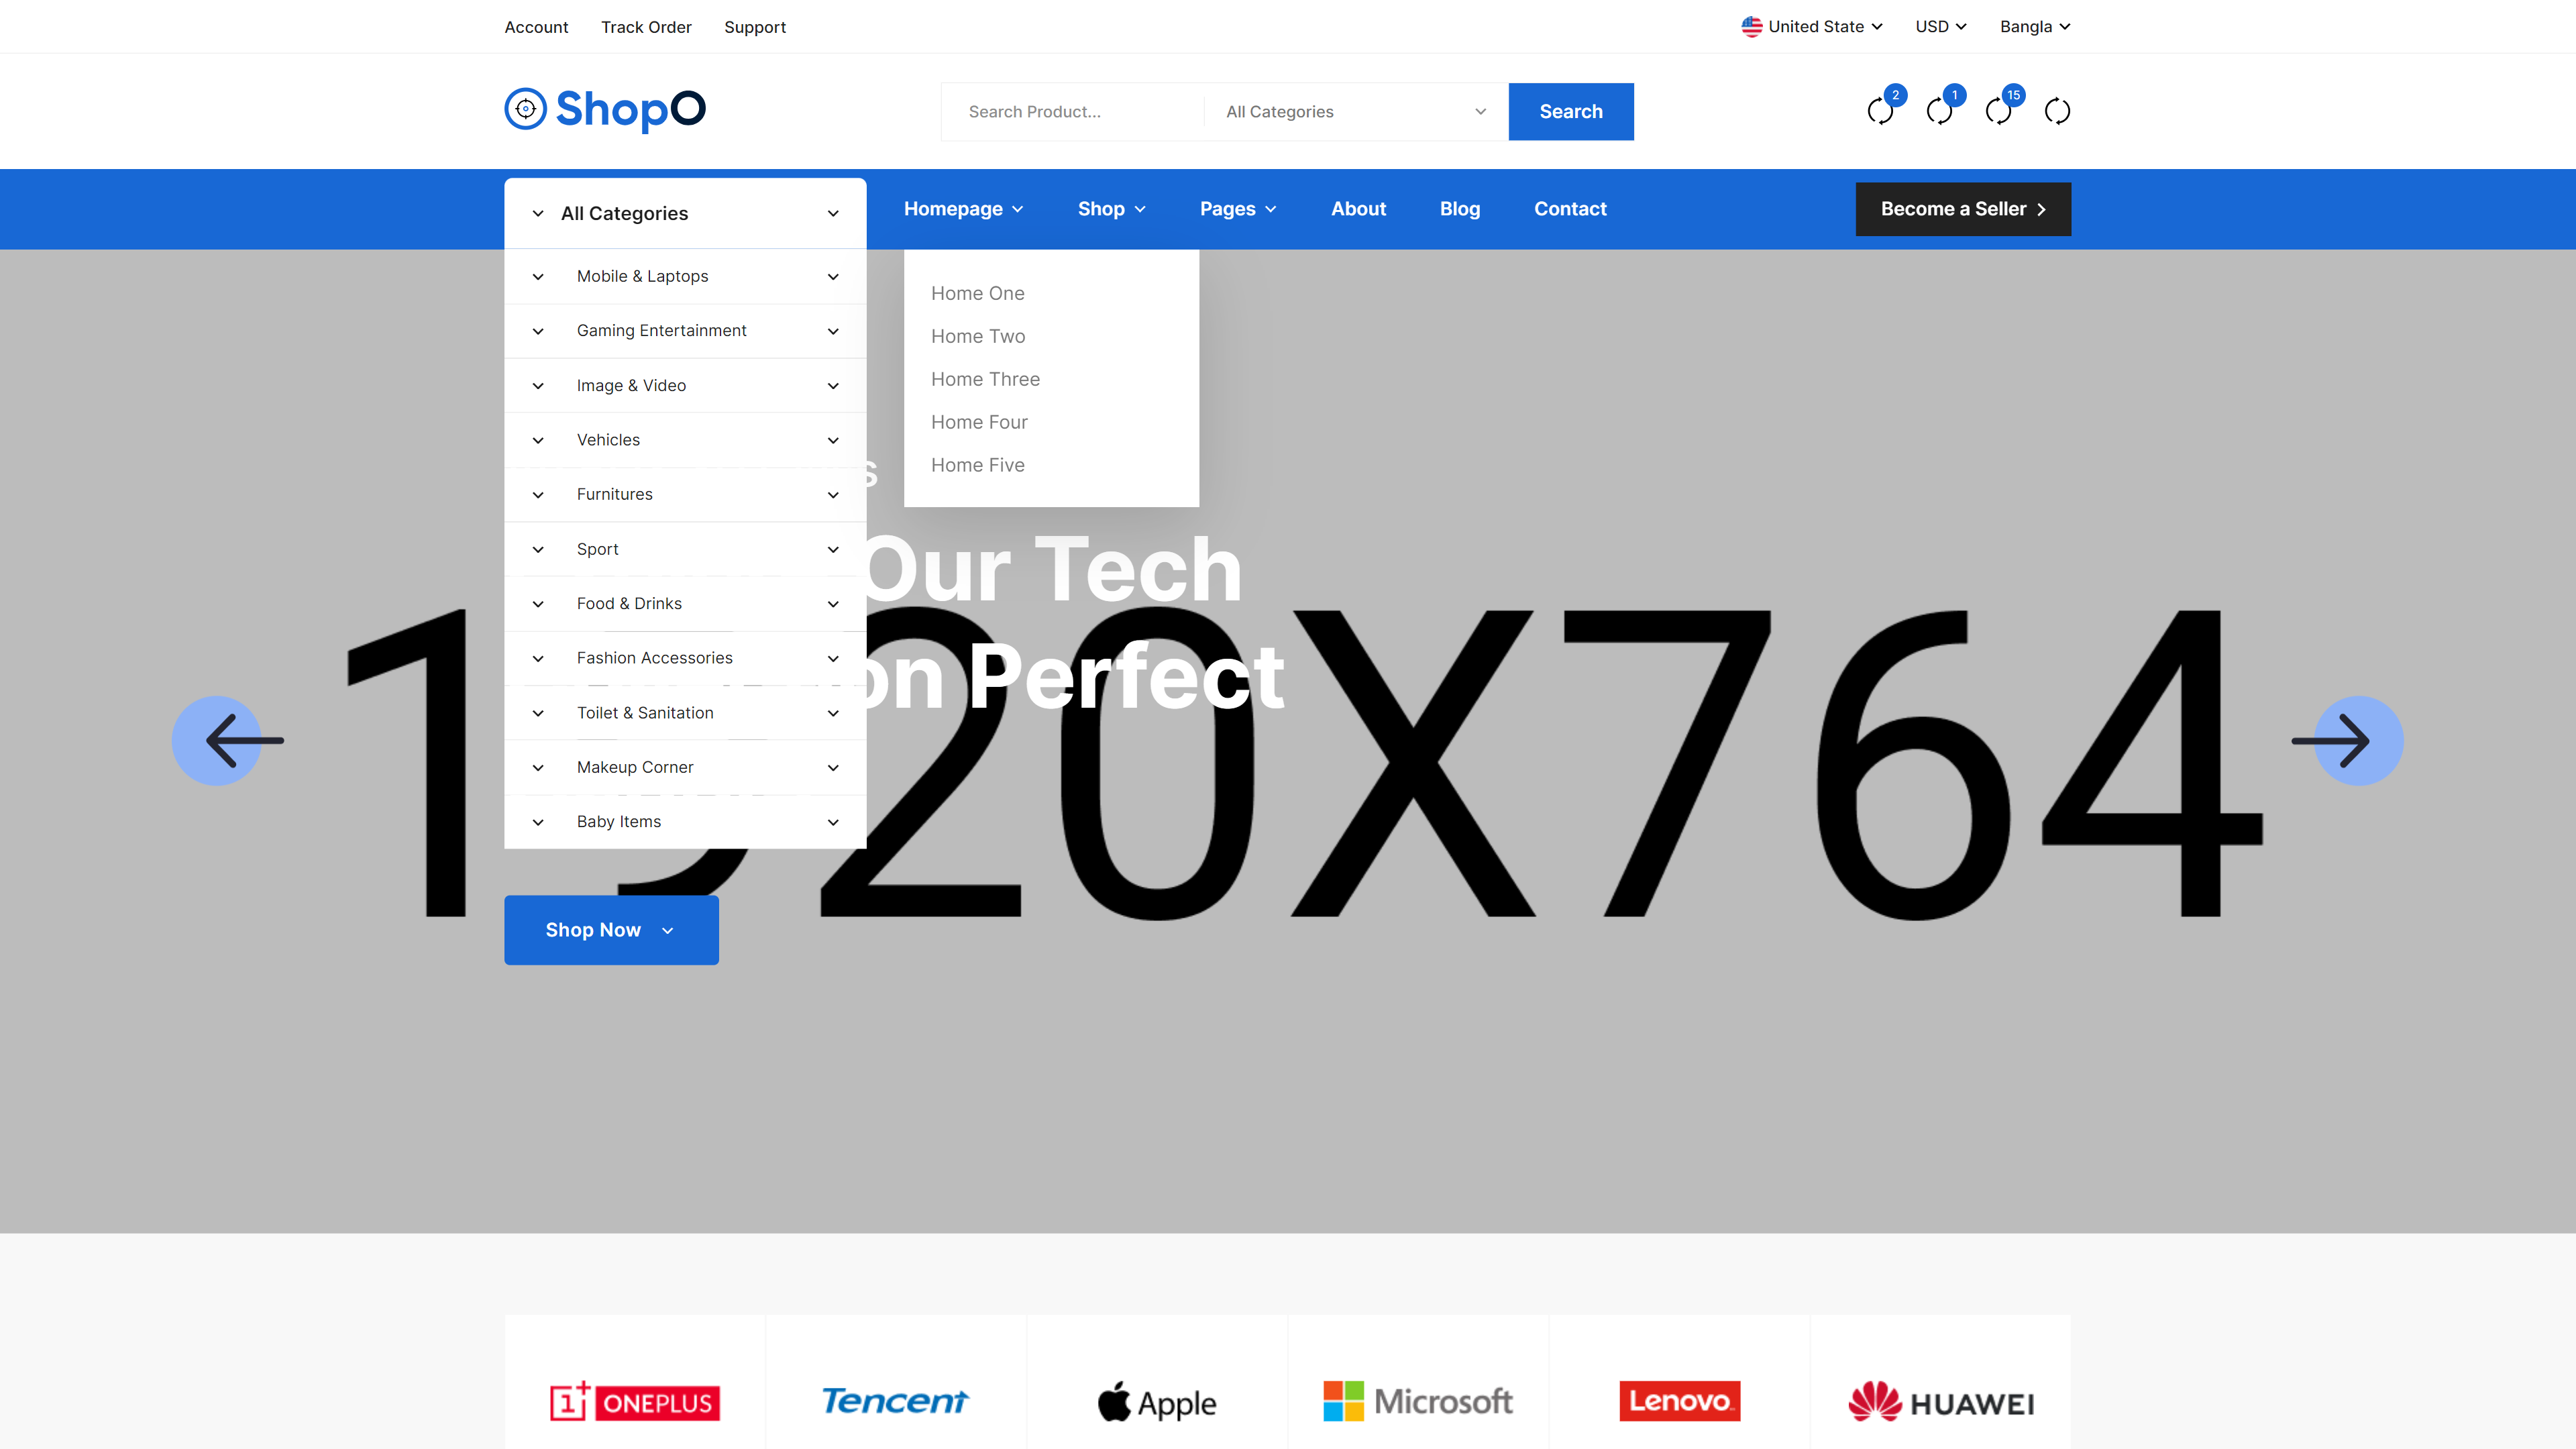 Account Track Order Support United State USD Bangla
ShopO Search Product... All Categories Search 2 1 15
All Categories Homepage Shop Pages About Blog Contact Become a Seller
Mobile & Laptops
Gaming Entertainment
Image & Video
Vehicles
Furnitures
Sport
Food & Drinks
Fashion Accessories
Toilet & Sanitation
Makeup Corner
Baby Items
Home One
Home Two
Home Three
Home Four
Home Five
Our Tech
Perfect
20X764
Shop Now
1+ ONEPLUS Tencent Apple Microsoft Lenovo HUAWEI